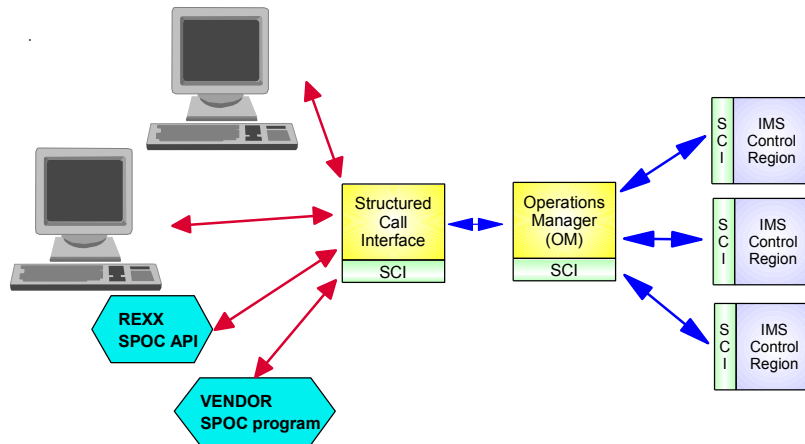 S
C
I
IMS
Control
Region
Structured
Call
Interface
SCI
Operations
Manager
(OM)
SCI
S
C
I
IMS
Control
Region
REXX
SPOC API
S
C
I
IMS
Control
Region
VENDOR
SPOC program